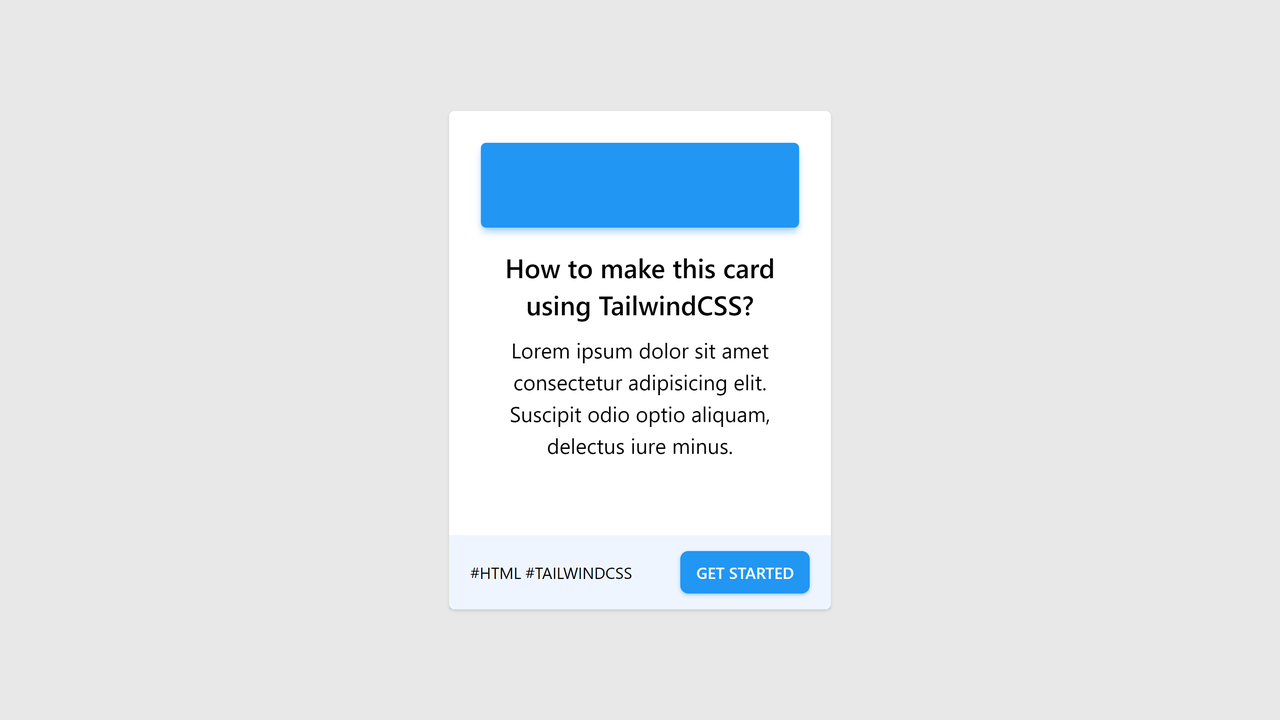 How to make this card
using TailwindCSS?
Lorem ipsum dolor sit amet
consectetur adipisicing elit.
Suscipit odio optio aliquam,
delectus iure minus.
#HTML #TAILWINDCSS
GET STARTED